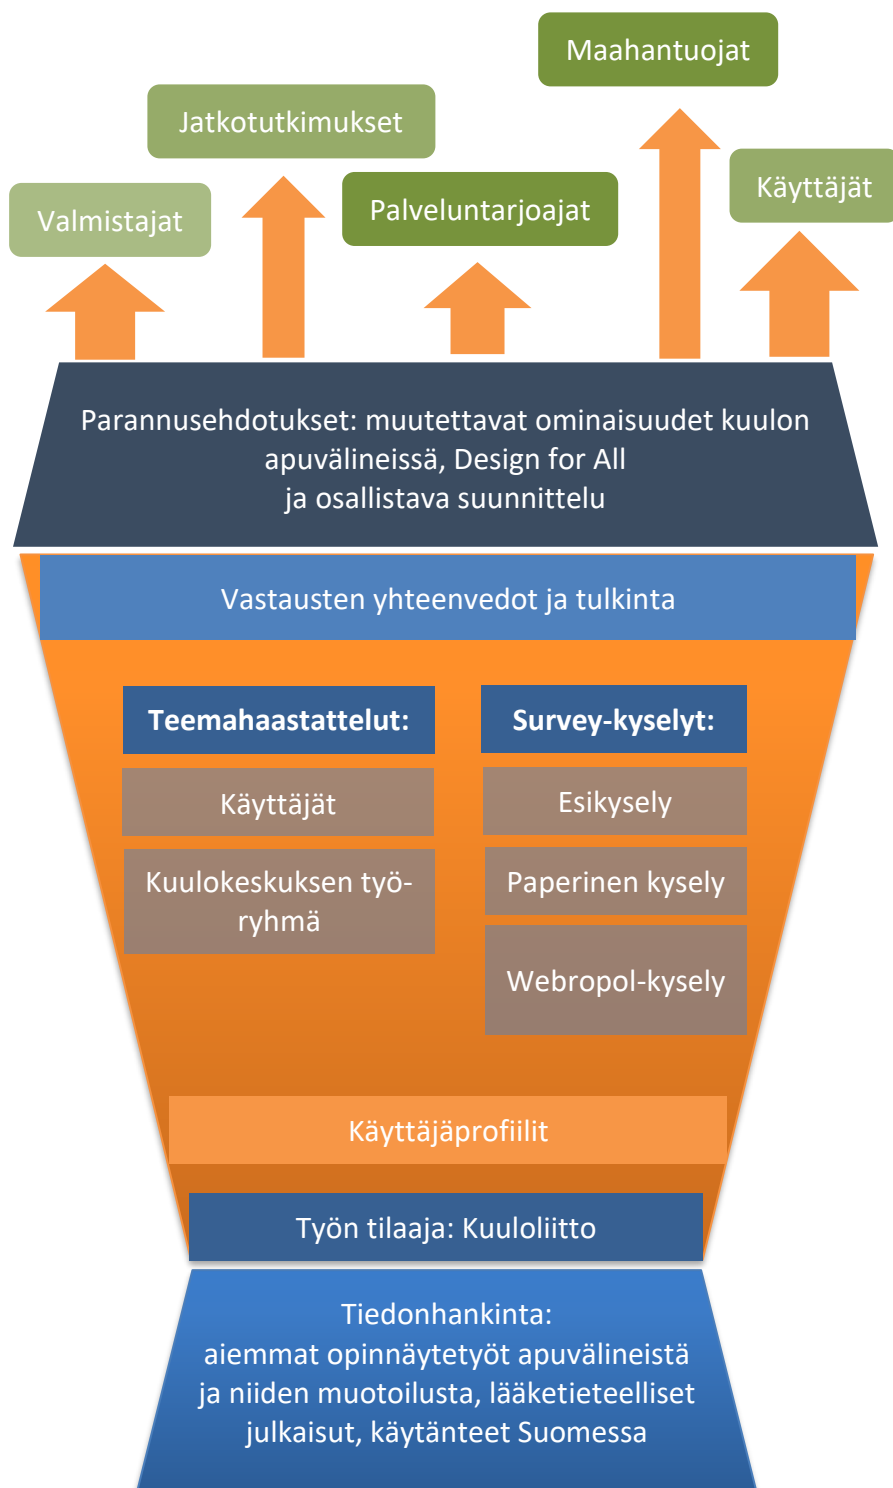 Maahantuojat
Jatkotutkimukset
Käyttäjät
Valmistajat
Palveluntarjoajat
Parannusehdotukset: muutettavat ominaisuudet kuulon
apuvälineissä, Design for All
ja osallistava suunnittelu
Vastausten yhteenvedot ja tulkinta
Teemahaastattelut:
Käyttäjät
Kuulokeskuksen työ-
ryhmä
Survey-kyselyt:
Esikysely
Paperinen kysely
Webropol-kysely
Käyttäjäprofiilit
Työn tilaaja: Kuuloliitto
Tiedonhankinta:
aiemmat opinnäytetyöt apuvälineistä
ja niiden muotoilusta, lääketieteelliset
julkaisut, käytänteet Suomessa